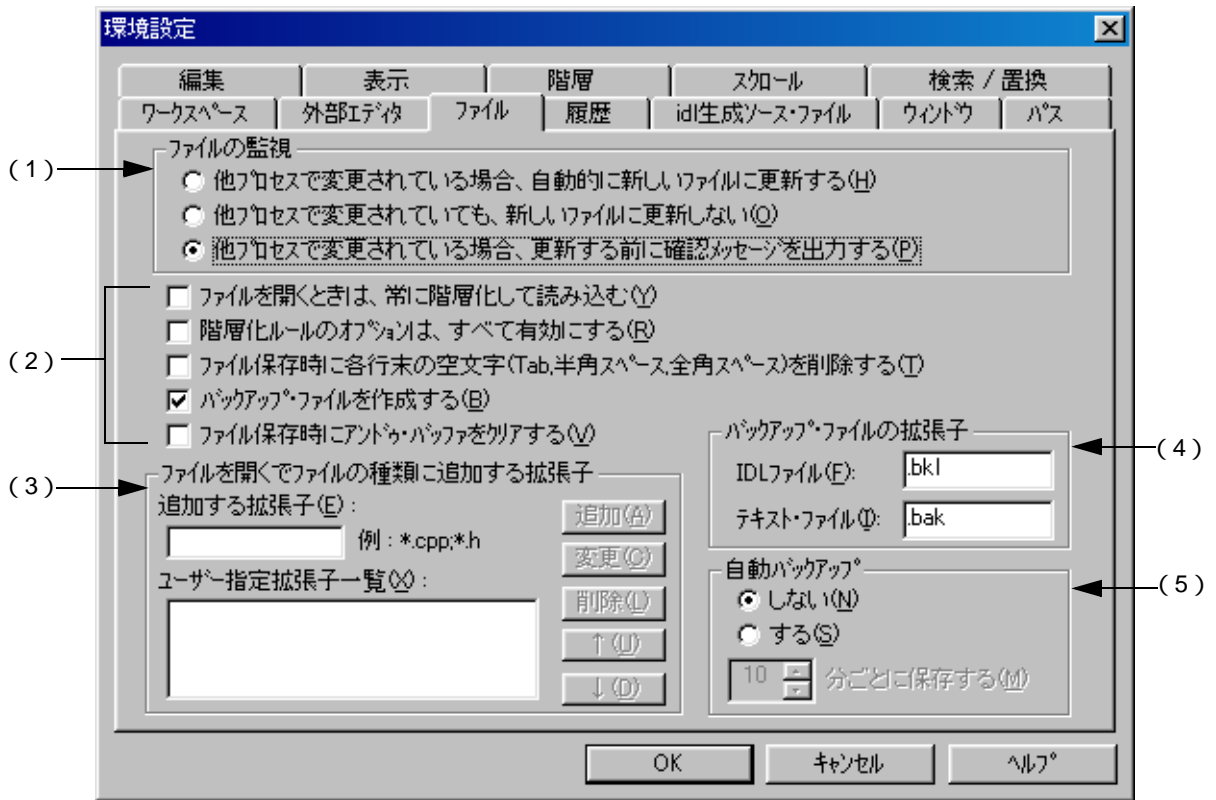 環境設定
編集 表示 階層 スクロール 検索 / 置換
ワークスペース 外部エディタ ファイル 履歴 idl生成ソース・ファイル ウィンドウ パス
(1)
ファイルの監視
他プロセスで変更されている場合、自動的に新しいファイルに更新する(H)
他プロセスで変更されていても、新しいファイルに更新しない(O)
他プロセスで変更されている場合、更新する前に確認メッセージを出力する(P)
(2)
ファイルを開くときは、常に階層化して読み込む(Y)
階層化ルールのオプションは、すべて有効にする(R)
ファイル保存時に各行末の空文字(Tab,半角スペース,全角スペース)を削除する(T)
バックアップ・ファイルを作成する(B)
ファイル保存時にアンドゥ・バッファをクリアする(V)
(3)
ファイルを開くでファイルの種類に追加する拡張子
追加する拡張子(E) :
例 : *.cpp;*.h
ユーザー指定拡張子一覧(X) :
追加(A)
変更(C)
削除(L)
↑(U)
↓(D)
バックアップ・ファイルの拡張子
(4)
IDLファイル(F): .bkl
テキスト・ファイル(I): .bak
自動バックアップ
(5)
しない(N)
する(S)
10 分ごとに保存する(M)
OK キャンセル ヘルプ